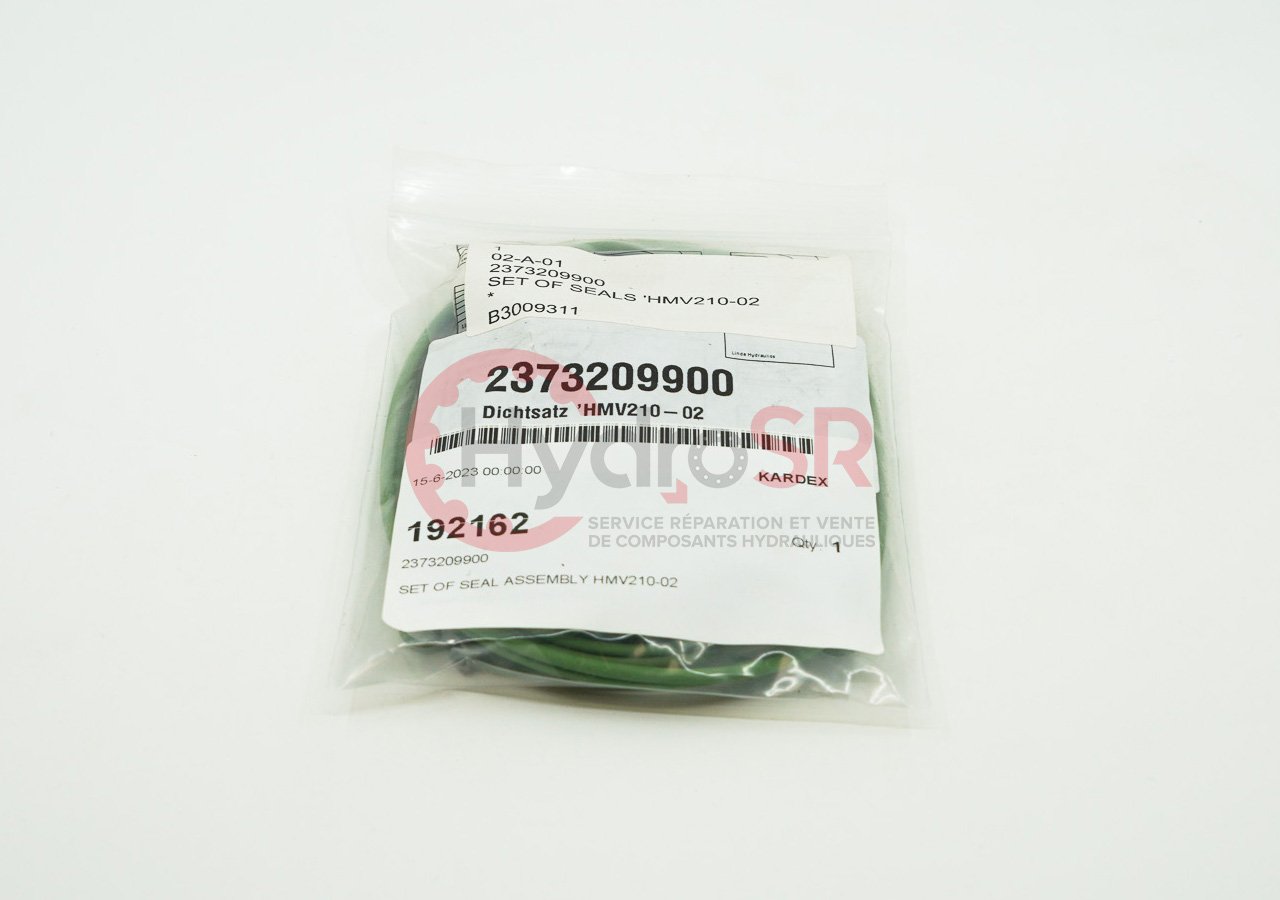 1
02-A-01
2373209900
SET OF SEALS 'HMV210-02
*
B3009311
Linde Hydraulics
2373209900
Dichtsatz 'HMV210-02
HydroSR
15-6-2023 00:00:00
KARDEX
192162
SERVICE RÉPARATION ET VENTE
DE COMPOSANTS HYDRAULIQUES
Qty. 1
2373209900
SET OF SEAL ASSEMBLY HMV210-02